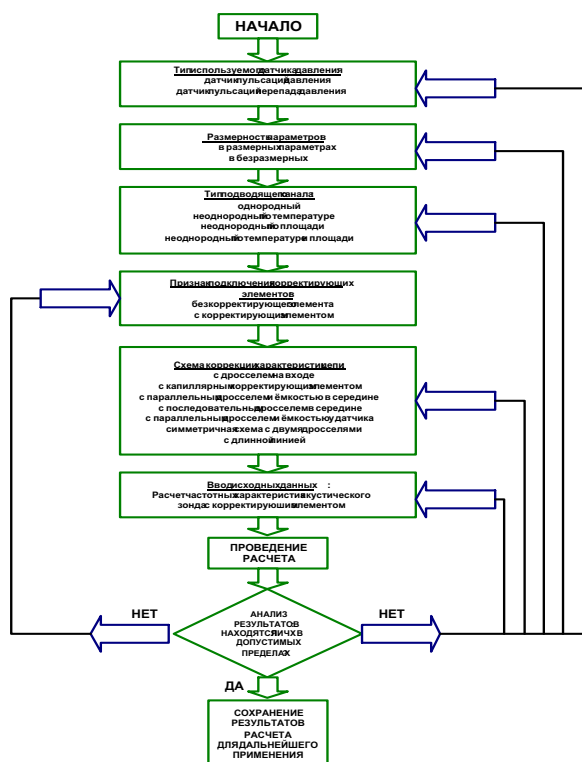 НАЧАЛО
Тип используемого датчика давления
датчик пульсаций давления
датчик пульсаций перепада давления
Размерность параметров
в размерных параметрах
в безразмерных
Тип подводящего канала:
однородный
неоднородный по температуре
неоднородный по площади
неоднородный по температуре и площади
Признак подключения корректирующих
элементов
без корректирующего элемента
с корректирующим элементом
Схема коррекции характеристик цепи
с дросселем на входе
с капиллярным корректирующим элементом
с параллельным дросселем и ёмкостью в середине
с последовательным дросселем в середине
с параллельным дросселем и ёмкостью у датчика
симметричная схема с двумя дросселями
с длинной линией
Ввод исходных данных :
Расчет частотных характеристик акустического
зонда с корректирующим элементом
ПРОВЕДЕНИЕ
РАСЧЕТА
НЕТ
НЕТ
АНАЛИЗ
РЕЗУЛЬТАТОВ
НАХОДЯТСЯ ЛИ ЧХ В
ДОПУСТИМЫХ
ПРЕДЕЛАХ
ДА
СОХРАНЕНИЕ
РЕЗУЛЬТАТОВ
РАСЧЕТА
ДЛЯ ДАЛЬНЕЙШЕГО
ПРИМЕНЕНИЯ